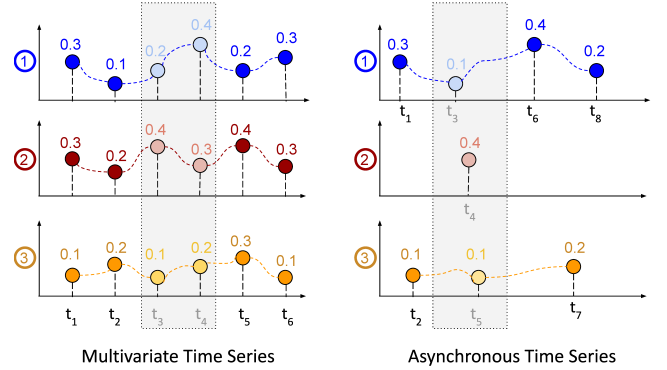 0.3 0.1 0.2 0.4 0.2 0.3
1
0.3 0.1 0.4 0.2
1
t1 t3 t6 t8
0.3 0.2 0.4 0.3 0.4 0.3
2
0.4
2
t4
0.1 0.2 0.1 0.2 0.3 0.1
3
t1 t2 t3 t4 t5 t6
0.1 0.1 0.2
3
t2 t5 t7
Multivariate Time Series
Asynchronous Time Series